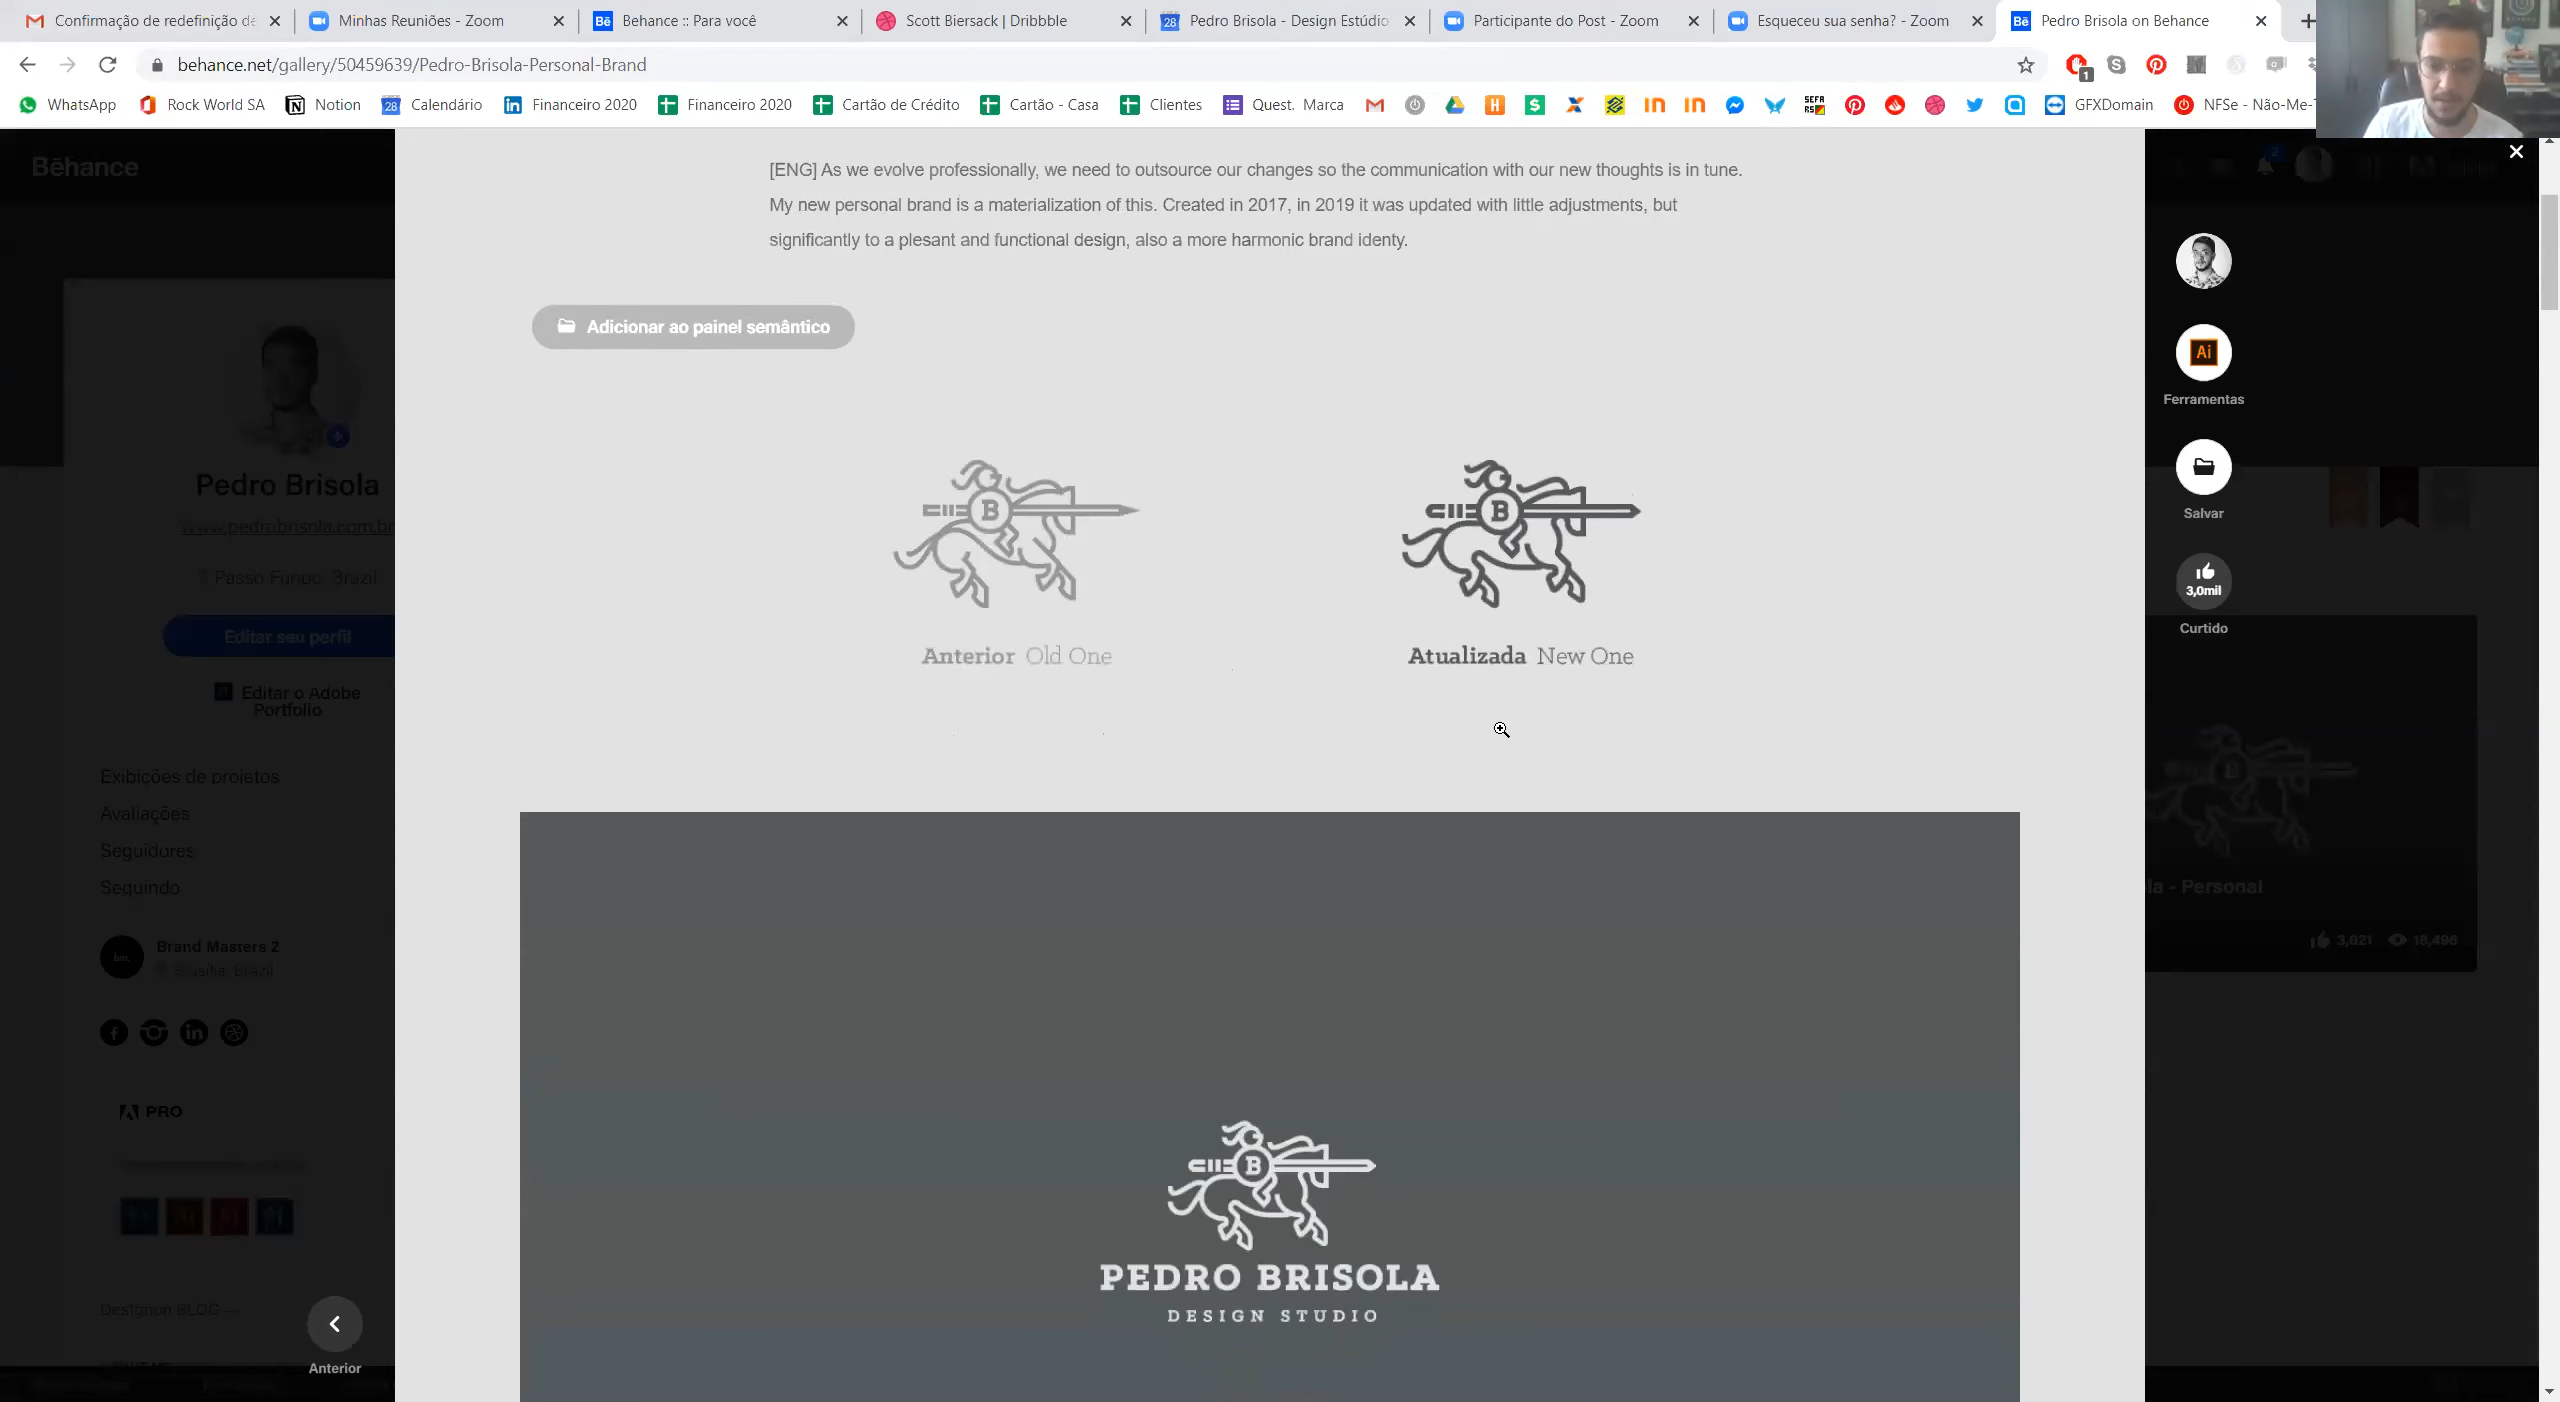 Confirmação de redefinição de
Minhas Reuniões - Zoom
Behance :: Para você
Scott Biersack | Dribbble
Pedro Brisola - Design Estúdio
Participante do Post - Zoom
Esqueceu sua senha? - Zoom
Pedro Brisola on Behance
behance.net/gallery/50459639/Pedro-Brisola-Personal-Brand
WhatsApp
Rock World SA
Notion
Calendário
Financeiro 2020
Financeiro 2020
Cartão de Crédito
Cartão - Casa
Clientes
Quest. Marca
GFXDomain
NFSe - Não-Me-T
Bēhance
[ENG] As we evolve professionally, we need to outsource our changes so the communication with our new thoughts is in tune.
My new personal brand is a materialization of this. Created in 2017, in 2019 it was updated with little adjustments, but
significantly to a plesant and functional design, also a more harmonic brand identy.
Adicionar ao painel semântico
B
B
Anterior Old One
Atualizada New One
B
PEDRO BRISOLA
DESIGN STUDIO
Pedro Brisola
www.pedrobrisola.com.br
Passo Fundo, Brazil
Editar seu perfil
Editar o Adobe
Portfolio
Exibições de projetos
Avaliações
Seguidores
Seguindo
Brand Masters 2
Brasília, Brazil
PRO
Designon BLOG —
Anterior
2
Ai
Ferramentas
Salvar
3,0mil
Curtido
la - Personal
3,021
18,496